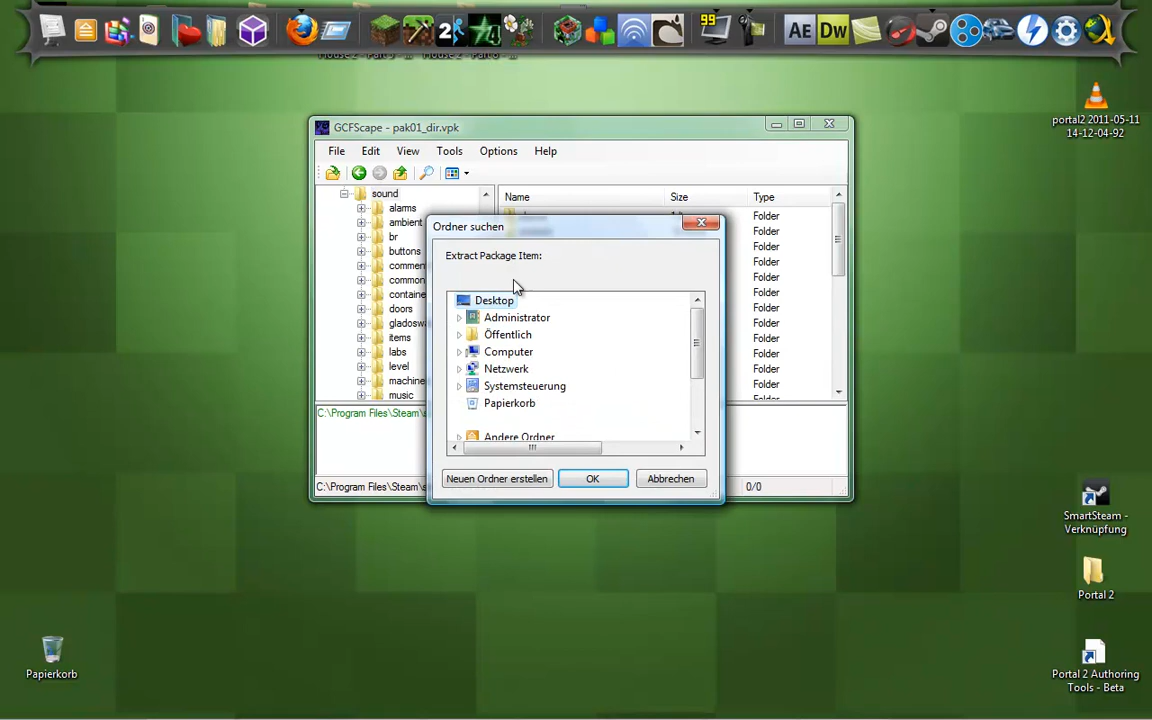 99
AE
Dw
portal2 2011-05-11
14-12-04-92
GCFScape - pak01_dir.vpk
File Edit View Tools Options Help
sound
Name Size Type
alarms
ambient
br
buttons
commen
common
containe
doors
gladosw
items
labs
level
machine
music
Folder
Folder
Folder
Folder
Folder
Folder
Folder
Folder
Folder
Folder
Folder
Folder
Folder
Ordner suchen
Extract Package Item:
Desktop
Administrator
Öffentlich
Computer
Netzwerk
Systemsteuerung
Papierkorb
Andere Ordner
Neuen Ordner erstellen OK Abbrechen
C:\Program Files\Steam\s
C:\Program Files\Steam\s 0/0
SmartSteam -
Verknüpfung
Portal 2
Papierkorb
Portal 2 Authoring
Tools - Beta